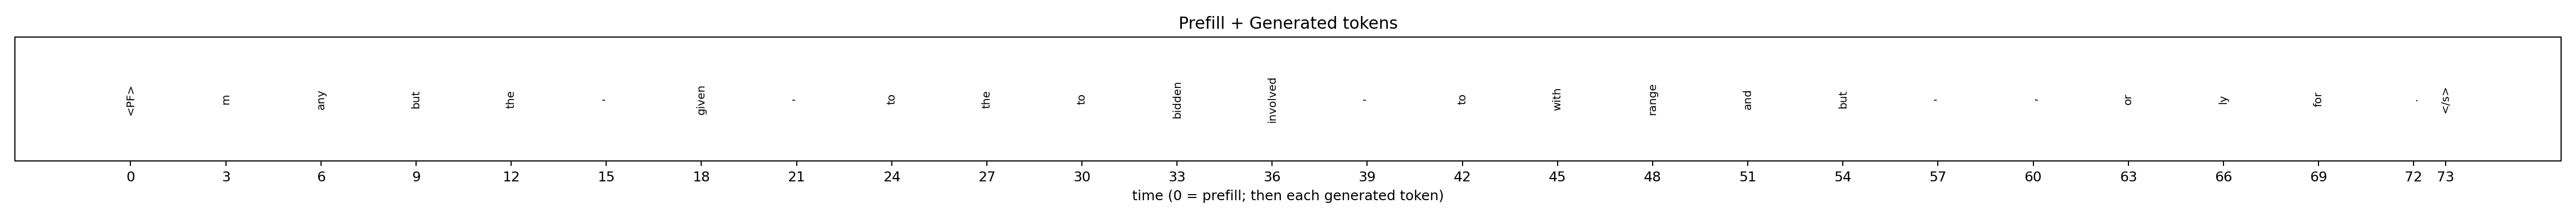 Prefill + Generated tokens
<PF> m any but the - given - to the to bidden involved - to with range and but - - or ly for . </s>
0 3 6 9 12 15 18 21 24 27 30 33 36 39 42 45 48 51 54 57 60 63 66 69 72 73
time (0 = prefill; then each generated token)